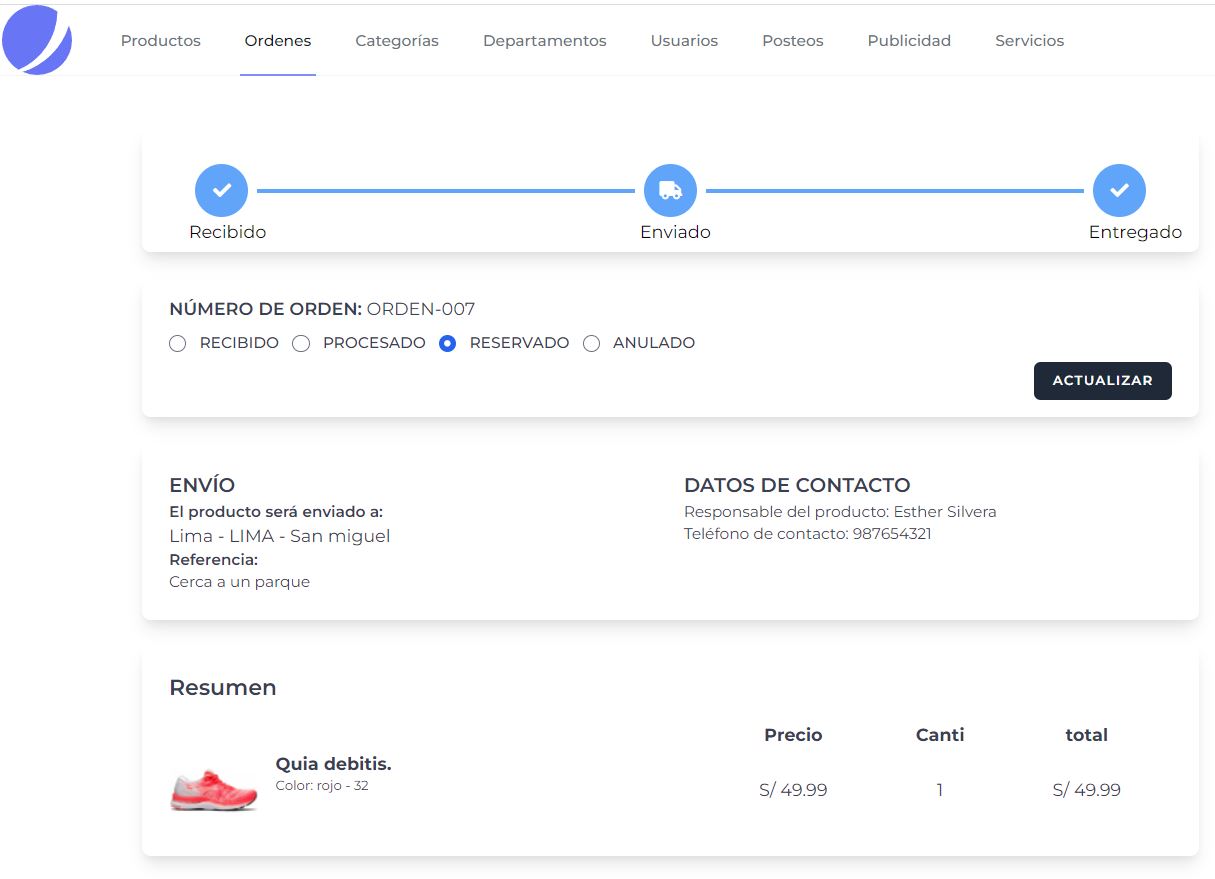 Productos Ordenes Categorías Departamentos Usuarios Posteos Publicidad Servicios
Recibido Enviado Entregado
NÚMERO DE ORDEN: ORDEN-007
RECIBIDO PROCESADO RESERVADO ANULADO
ACTUALIZAR
ENVÍO
El producto será enviado a:
Lima - LIMA - San miguel
Referencia:
Cerca a un parque
DATOS DE CONTACTO
Responsable del producto: Esther Silvera
Teléfono de contacto: 987654321
Resumen
Precio Canti total
Quia debitis.
Color: rojo - 32
S/ 49.99 1 S/ 49.99